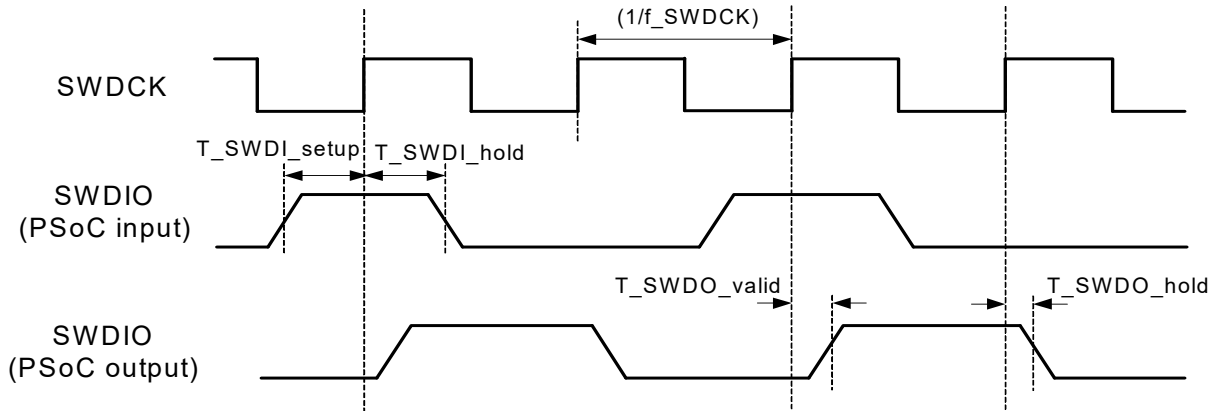 (1/f_SWDCK)
SWDCK
T_SWDI_setup T_SWDI_hold
SWDIO
(PSoC input)
T_SWDO_valid
T_SWDO_hold
SWDIO
(PSoC output)